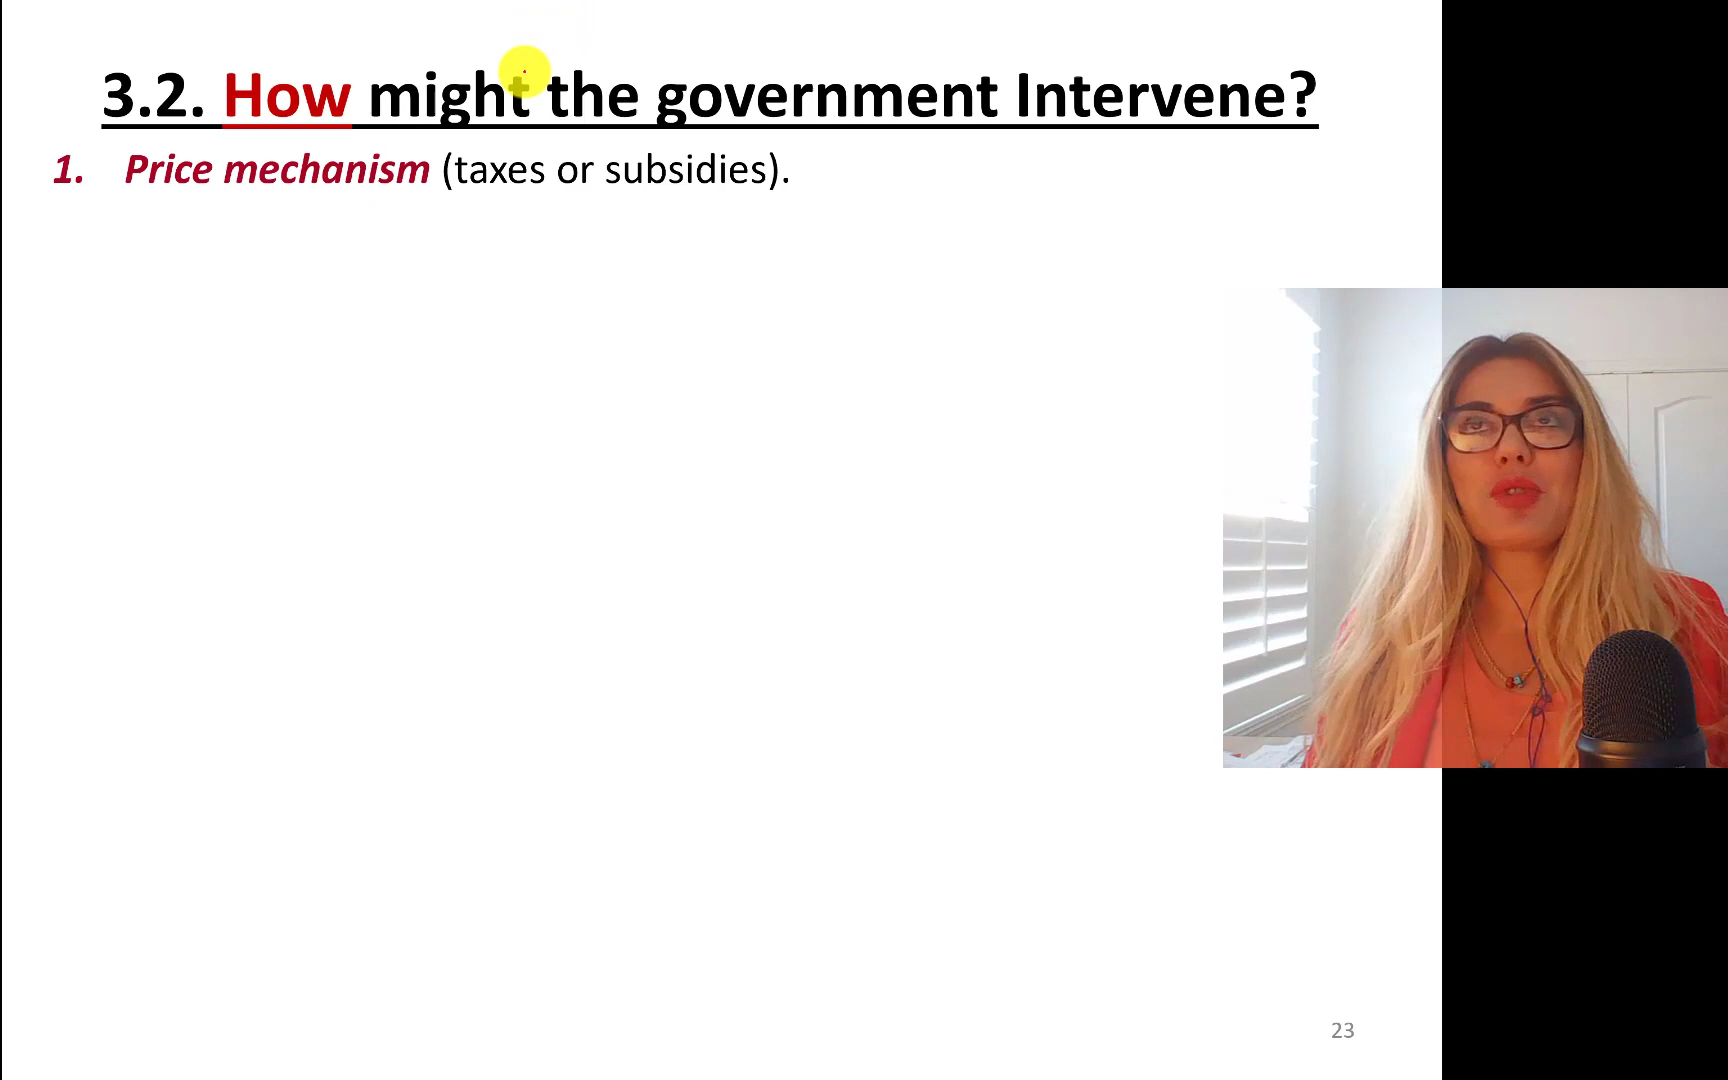 3.2. How might the government Intervene?
1. Price mechanism (taxes or subsidies).
23